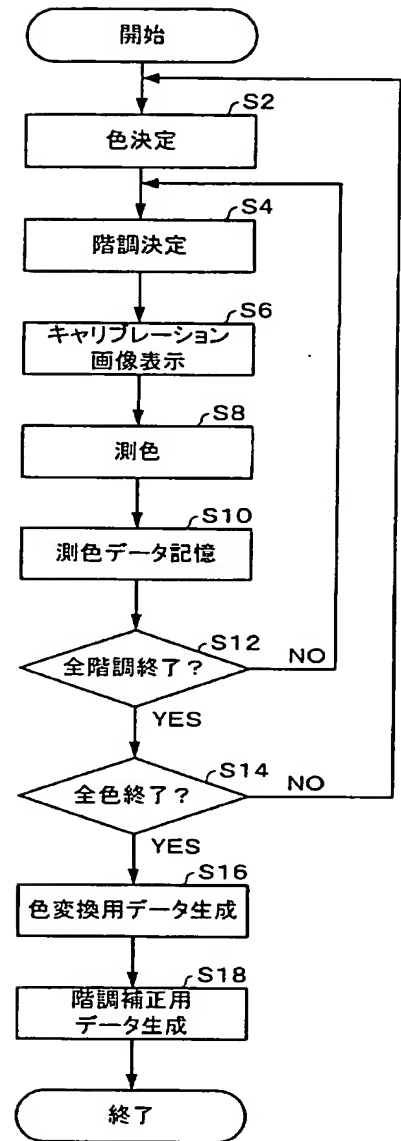 開始
S2
色決定
S4
階調決定
S6
キャリブレーション
画像表示
S8
測色
S10
測色データ記憶
S12
全階調終了?
NO
YES
S14
全色終了?
NO
YES
S16
色変換用データ生成
S18
階調補正用
データ生成
終了